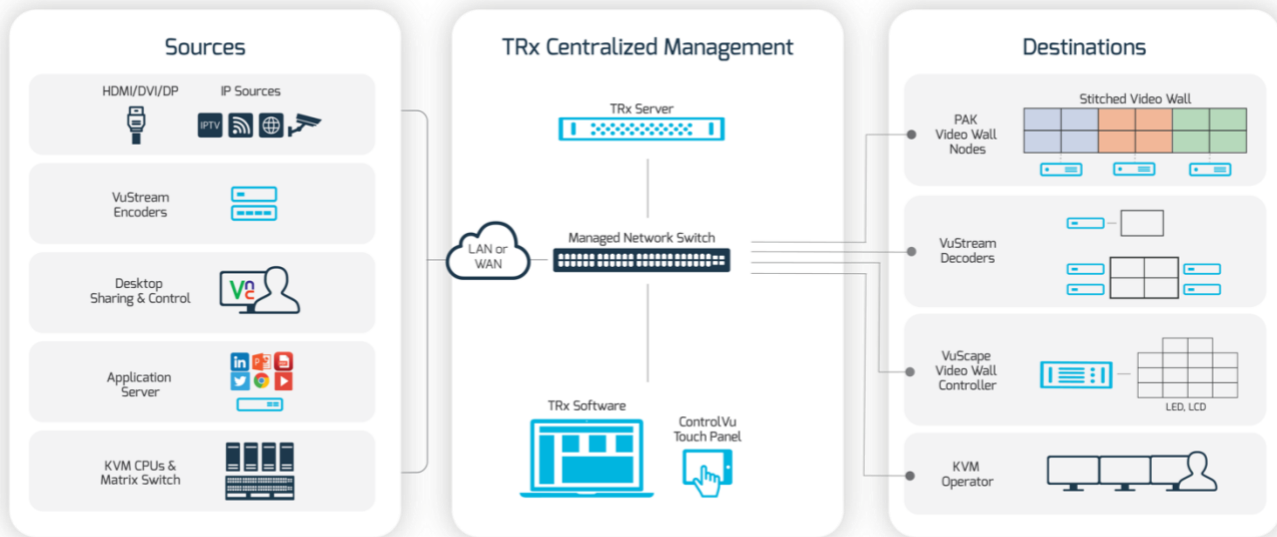 Sources
HDMI/DVI/DP
IP Sources
IPTV
VuStream
Encoders
Desktop
Sharing & Control
Vnc
Application
Server
in
P
KVM CPUs &
Matrix Switch
LAN or
WAN
TRx Centralized Management
TRx Server
Managed Network Switch
TRx Software
ControlVu
Touch Panel
Destinations
PAK
Video Wall
Nodes
Stitched Video Wall
VuStream
Decoders
VuScape
Video Wall
Controller
LED, LCD
KVM
Operator